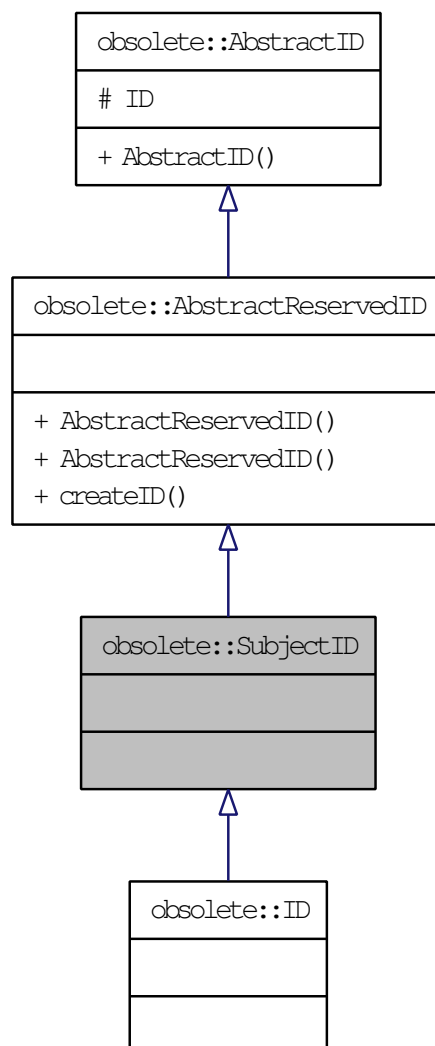 obsolete::AbstractID
# ID
+ AbstractID()
obsolete::AbstractReservedID
+ AbstractReservedID()
+ AbstractReservedID()
+ createID()
obsolete::SubjectID
obsolete::ID